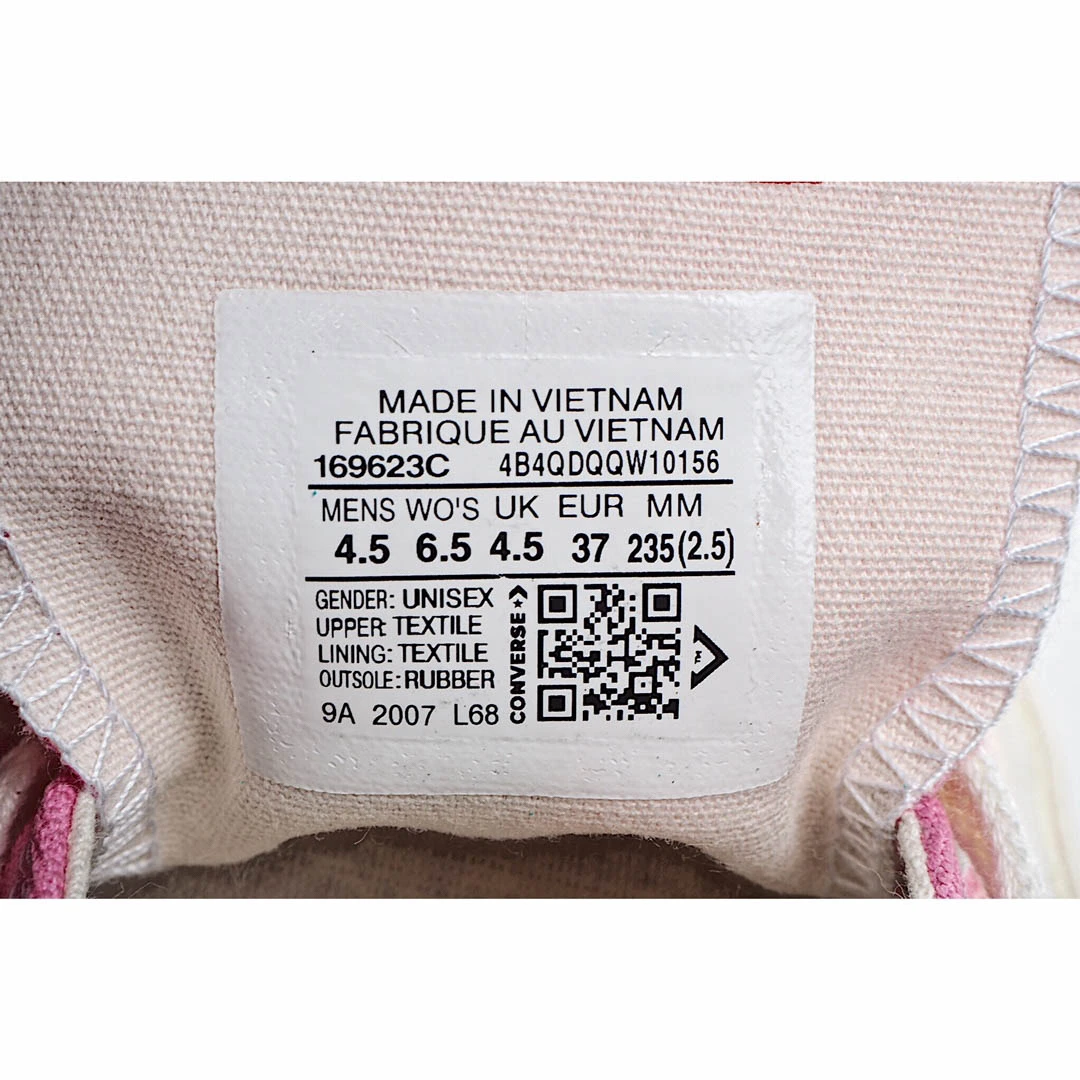 MADE IN VIETNAM
FABRIQUE AU VIETNAM
169623C 4B4QDQQW10156
MENS WO'S UK EUR MM
4.5 6.5 4.5 37 235(2.5)
GENDER: UNISEX
UPPER: TEXTILE
LINING: TEXTILE
OUTSOLE: RUBBER
9A 2007 L68
CONVERSE
TM